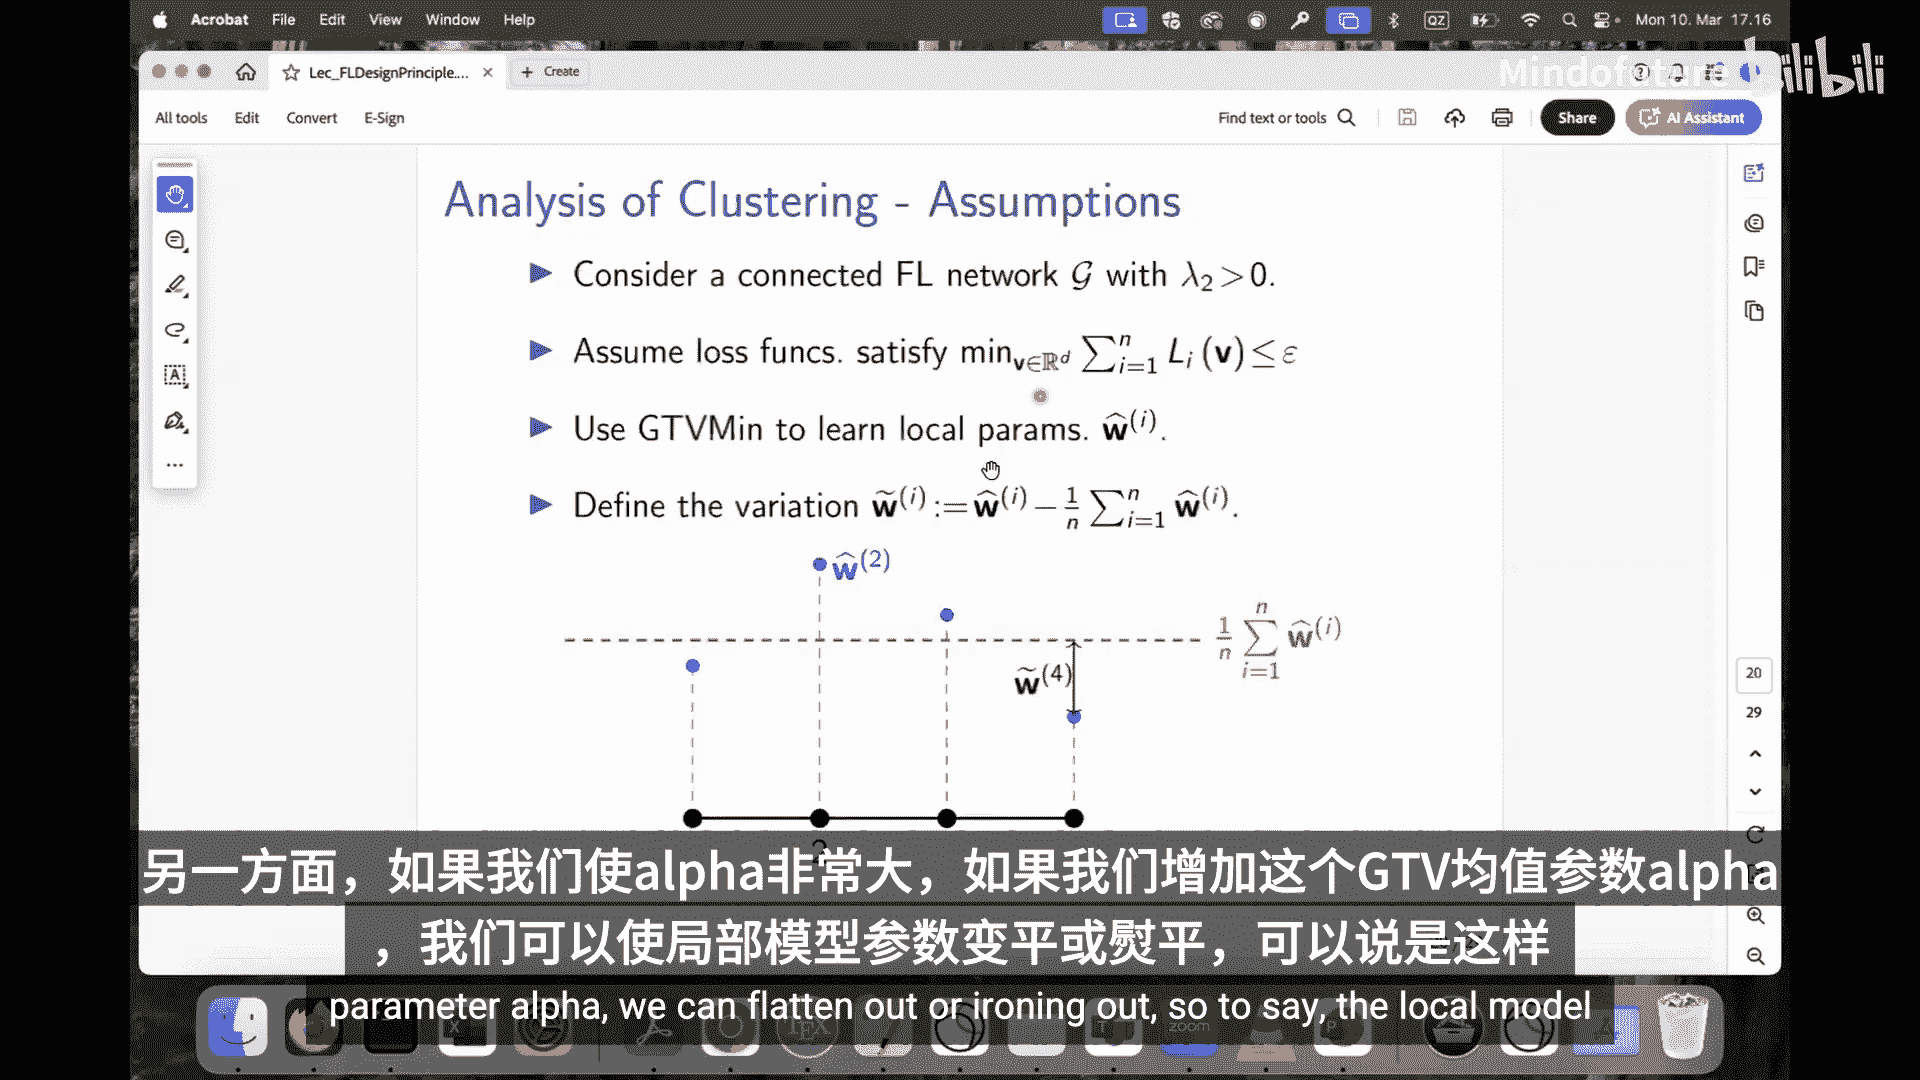 Acrobat File Edit View Window Help
QZ
Mon 10. Mar 17.16
Lec_FLDesignPrinciple....
+ Create
Mindofuture
bilibili
All tools Edit Convert E-Sign
Find text or tools
Share
AI Assistant
Analysis of Clustering - Assumptions
Consider a connected FL network 𝒢 with λ₂ > 0.
Assume loss funcs. satisfy min_{v∈ℝ^d} ∑_{i=1}^{n} L_i (v) ≤ ε
Use GTVMin to learn local params. ŵ^{(i)}.
Define the variation w̃^{(i)} := ŵ^{(i)} − 1/n ∑_{i=1}^{n} ŵ^{(i)}.
ŵ^{(2)}
1/n ∑_{i=1}^{n} ŵ^{(i)}
w̃^{(4)}
20
29
2
另一方面，如果我们使alpha非常大，如果我们增加这个GTV均值参数alpha
，我们可以使局部模型参数变平或熨平，可以说是这样
parameter alpha, we can flatten out or ironing out, so to say, the local model
TEX
zoom